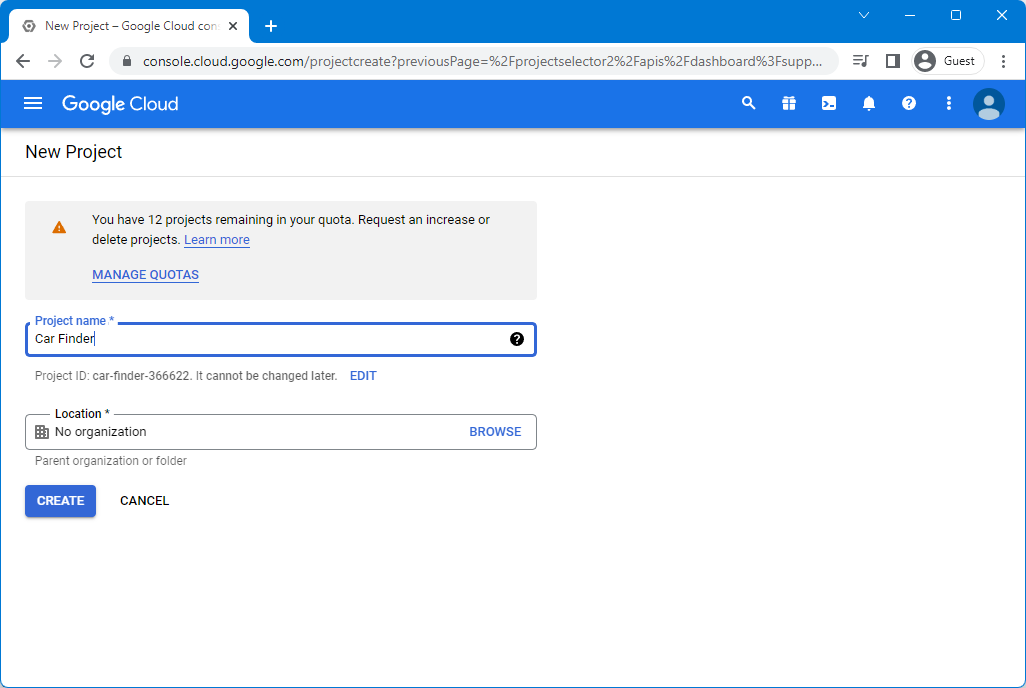 New Project – Google Cloud con
console.cloud.google.com/projectcreate?previousPage=%2Fprojectselector2%2Fapis%2Fdashboard%3Fsupp...
Guest
Google Cloud
New Project
You have 12 projects remaining in your quota. Request an increase or
delete projects. Learn more
MANAGE QUOTAS
Project name *
Car Finder
Project ID: car-finder-366622. It cannot be changed later. EDIT
Location *
No organization BROWSE
Parent organization or folder
CREATE CANCEL